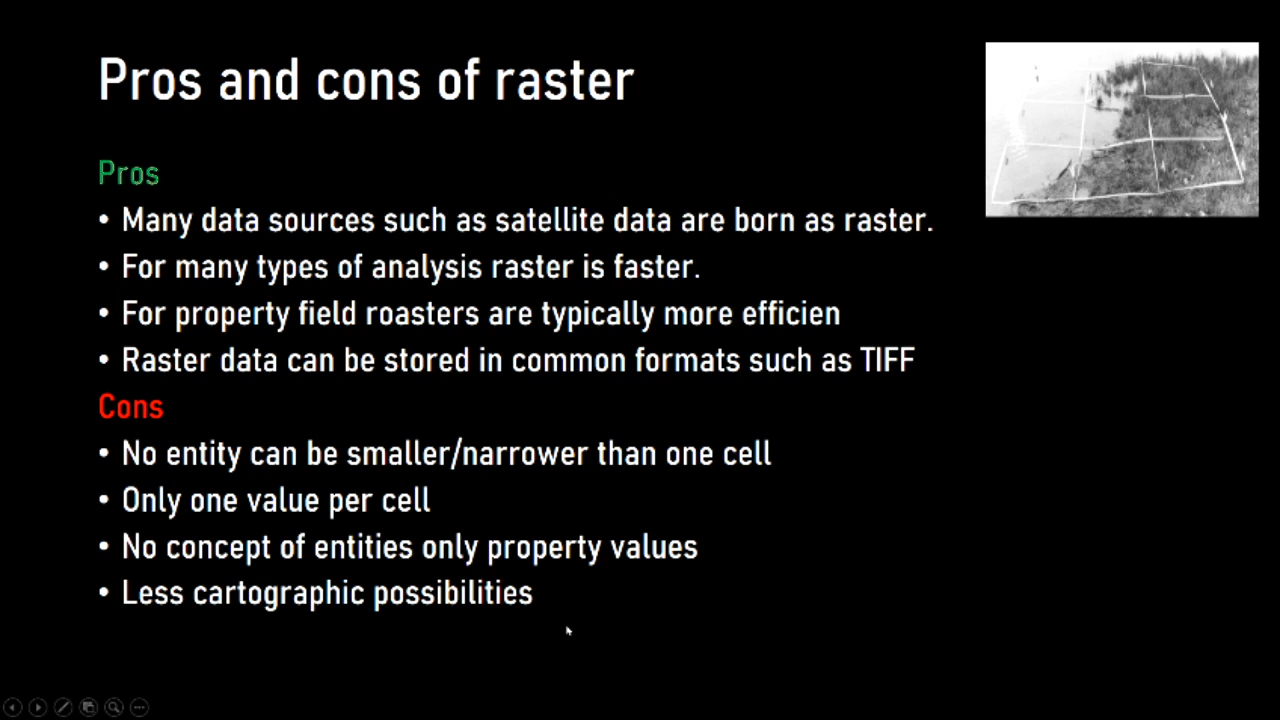 Pros and cons of raster
Pros
• Many data sources such as satellite data are born as raster.
• For many types of analysis raster is faster.
• For property field roasters are typically more efficien
• Raster data can be stored in common formats such as TIFF
Cons
• No entity can be smaller/narrower than one cell
• Only one value per cell
• No concept of entities only property values
• Less cartographic possibilities